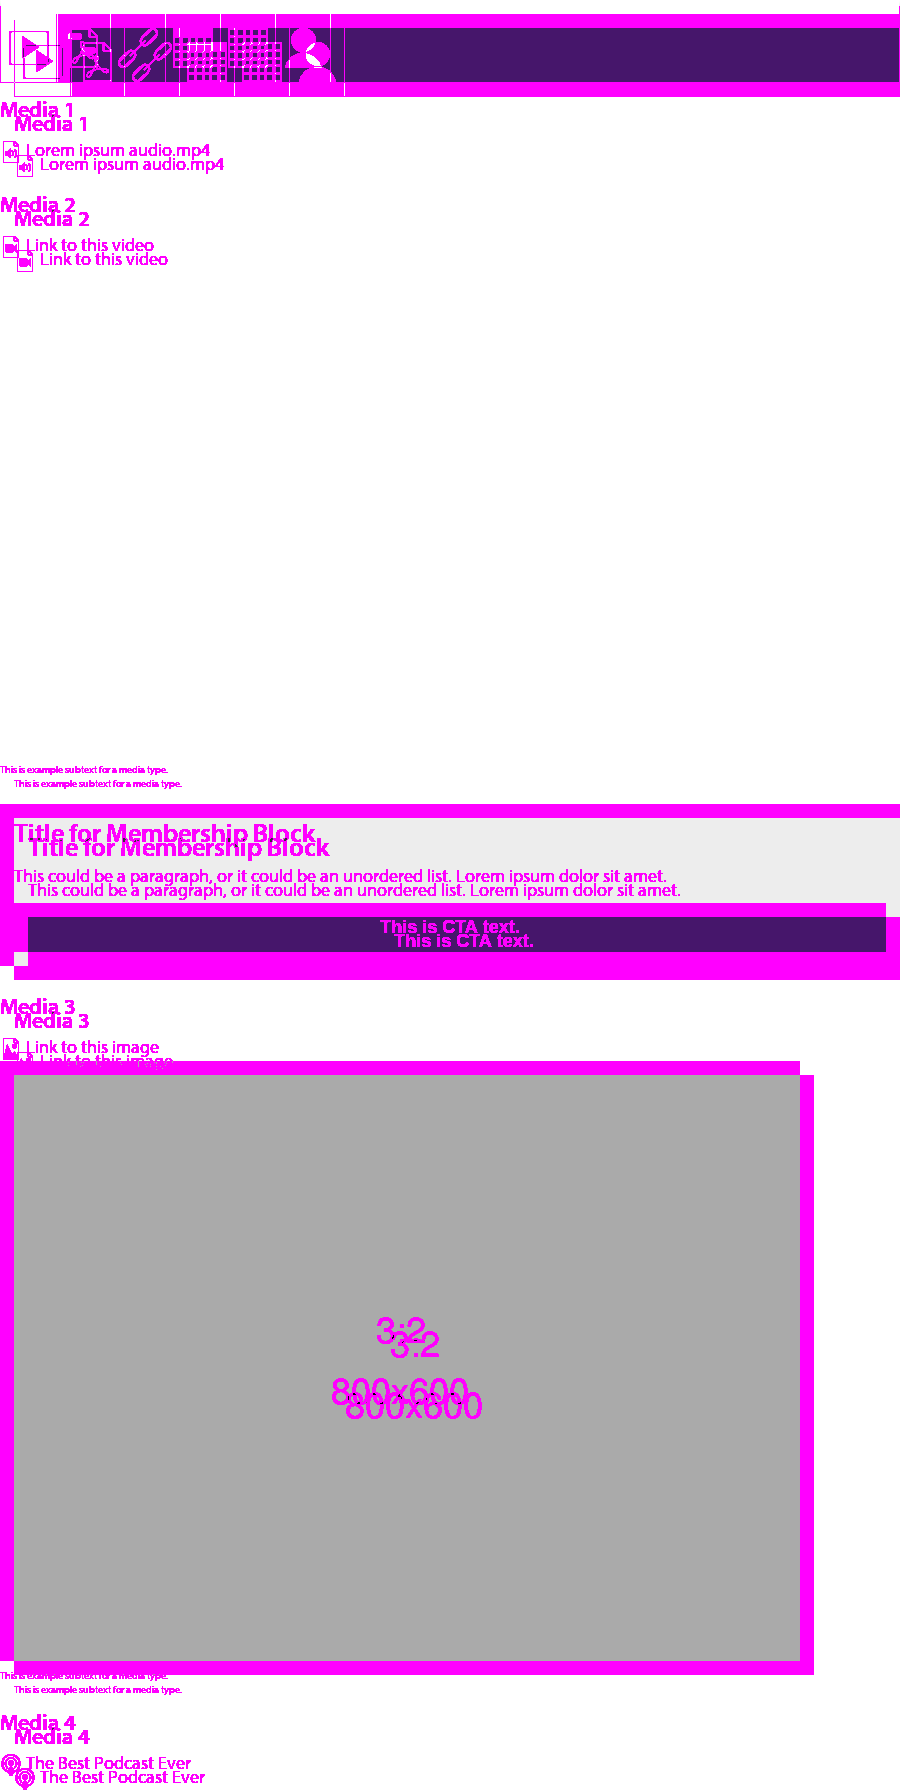 Media 1
Media 1
Lorem ipsum audio.mp4
Lorem ipsum audio.mp4
Media 2
Media 2
Link to this video
Link to this video
This is example subtext for a media type.
This is example subtext for a media type.
Title for Membership Block
Title for Membership Block
This could be a paragraph, or it could be an unordered list. Lorem ipsum dolor sit amet.
This could be a paragraph, or it could be an unordered list. Lorem ipsum dolor sit amet.
This is CTA text.
This is CTA text.
Media 3
Media 3
Link to this image
Link to this image
3:2
3:2
800x600
800x600
This is example subtext for a media type.
This is example subtext for a media type.
Media 4
Media 4
The Best Podcast Ever
The Best Podcast Ever